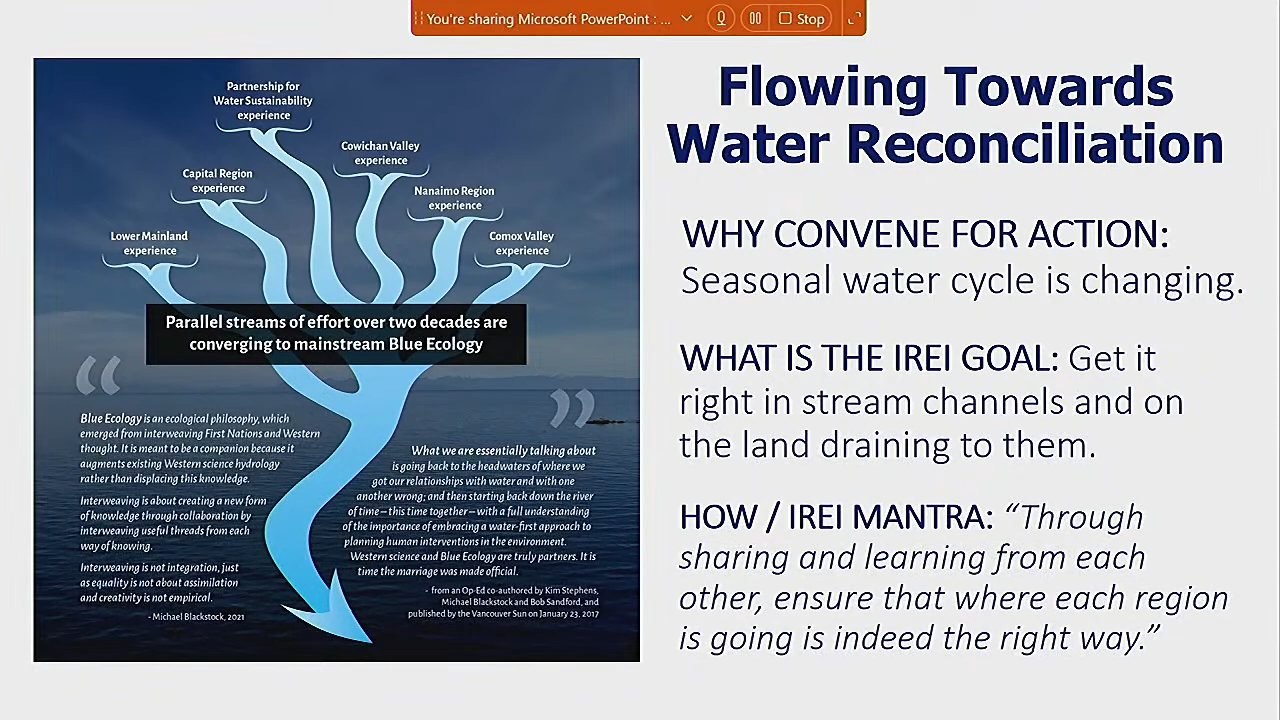 You're sharing Microsoft PowerPoint : ...
Stop
Flowing Towards
Water Reconciliation
Partnership for
Water Sustainability
experience
Cowichan Valley
experience
Capital Region
experience
Nanaimo Region
experience
Lower Mainland
experience
Comox Valley
experience
Parallel streams of effort over two decades are
converging to mainstream Blue Ecology
“
Blue Ecology is an ecological philosophy, which
emerged from interweaving First Nations and Western
thought. It is meant to be a companion because it
augments existing Western science hydrology
rather than displacing this knowledge.
Interweaving is about creating a new form
of knowledge through collaboration by
interweaving useful threads from each
way of knowing.
Interweaving is not integration, just
as equality is not about assimilation
and creativity is not empirical.
- Michael Blackstock, 2021
”
What we are essentially talking about
is going back to the headwaters of where we
got our relationships with water and with one
another wrong; and then starting back down the river
of time – this time together – with a full understanding
of the importance of embracing a water-first approach to
planning human interventions in the environment.
Western science and Blue Ecology are truly partners. It is
time the marriage was made official.
- from an Op-Ed co-authored by Kim Stephens,
Michael Blackstock and Bob Sandford, and
published by the Vancouver Sun on January 23, 2017
WHY CONVENE FOR ACTION:
Seasonal water cycle is changing.
WHAT IS THE IREI GOAL: Get it
right in stream channels and on
the land draining to them.
HOW / IREI MANTRA: “Through
sharing and learning from each
other, ensure that where each region
is going is indeed the right way.”